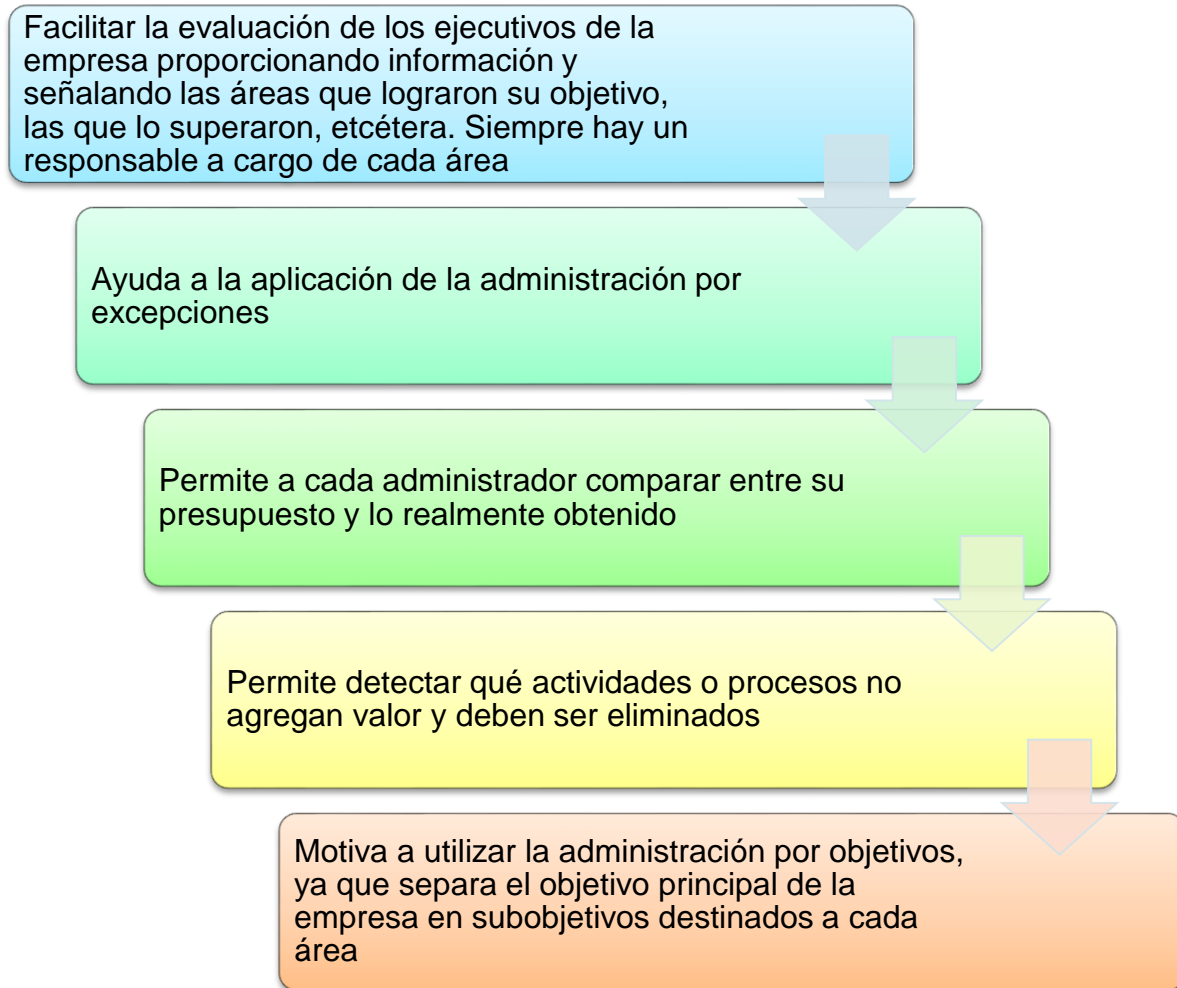 Facilitar la evaluación de los ejecutivos de la
empresa proporcionando información y
señalando las áreas que lograron su objetivo,
las que lo superaron, etcétera. Siempre hay un
responsable a cargo de cada área
Ayuda a la aplicación de la administración por
excepciones
Permite a cada administrador comparar entre su
presupuesto y lo realmente obtenido
Permite detectar qué actividades o procesos no
agregan valor y deben ser eliminados
Motiva a utilizar la administración por objetivos,
ya que separa el objetivo principal de la
empresa en subobjetivos destinados a cada
área